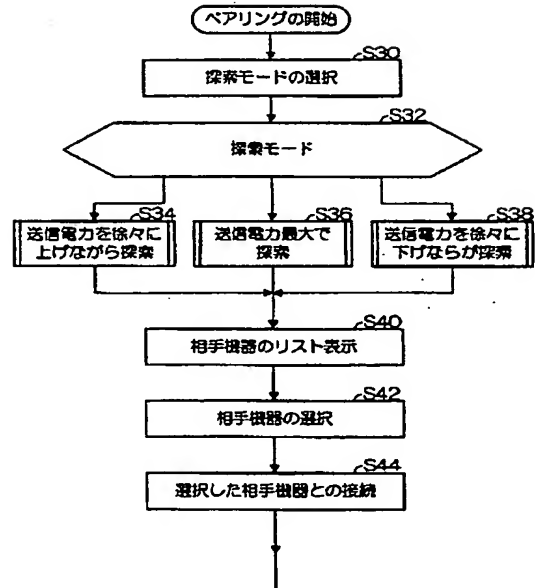 ペアリングの開始
S30
探索モードの選択
S32
探索モード
S34
送信電力を徐々に
上げながら探索
S36
送信電力最大で
探索
S38
送信電力を徐々に
下げならが探索
S40
相手機器のリスト表示
S42
相手機器の選択
S44
選択した相手機器との接続